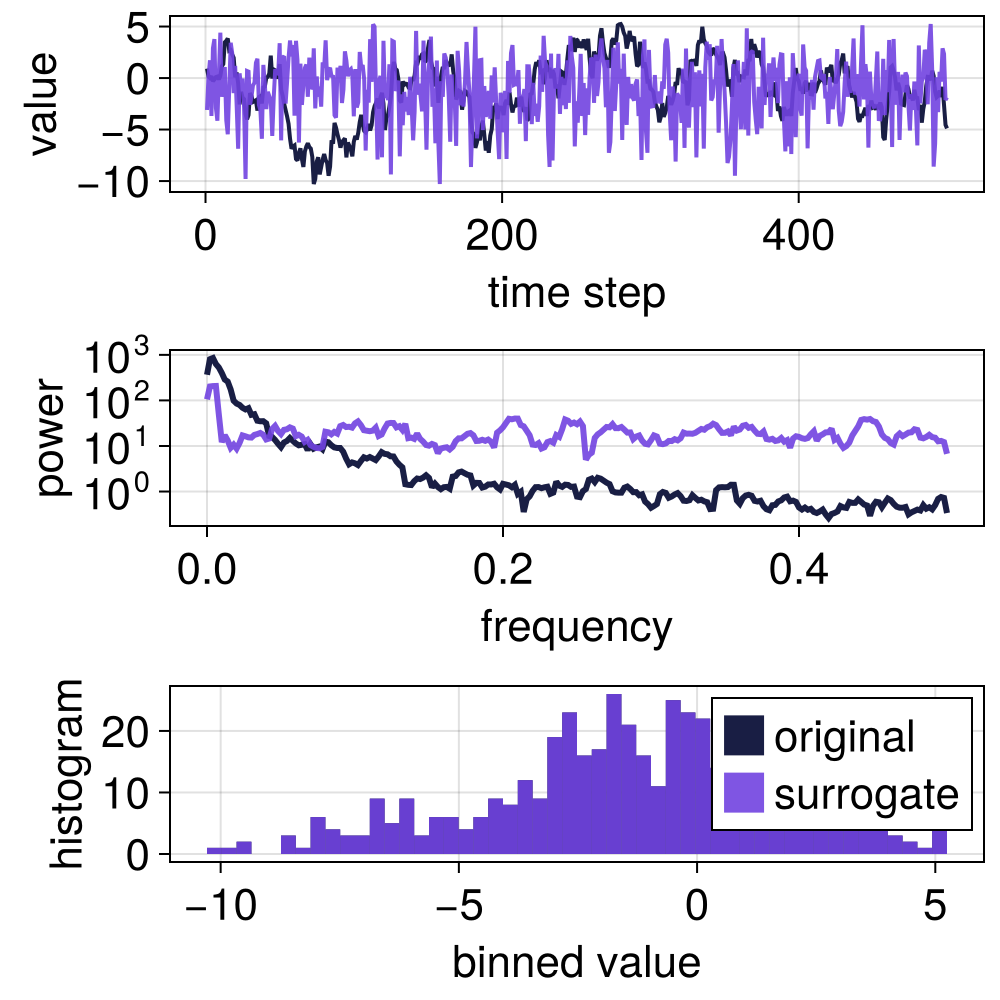 value
5
0
−5
−10
0 200 400
time step
power
10³
10²
10¹
10⁰
0.0 0.2 0.4
frequency
histogram
20
10
0
original
surrogate
−10 −5 0 5
binned value